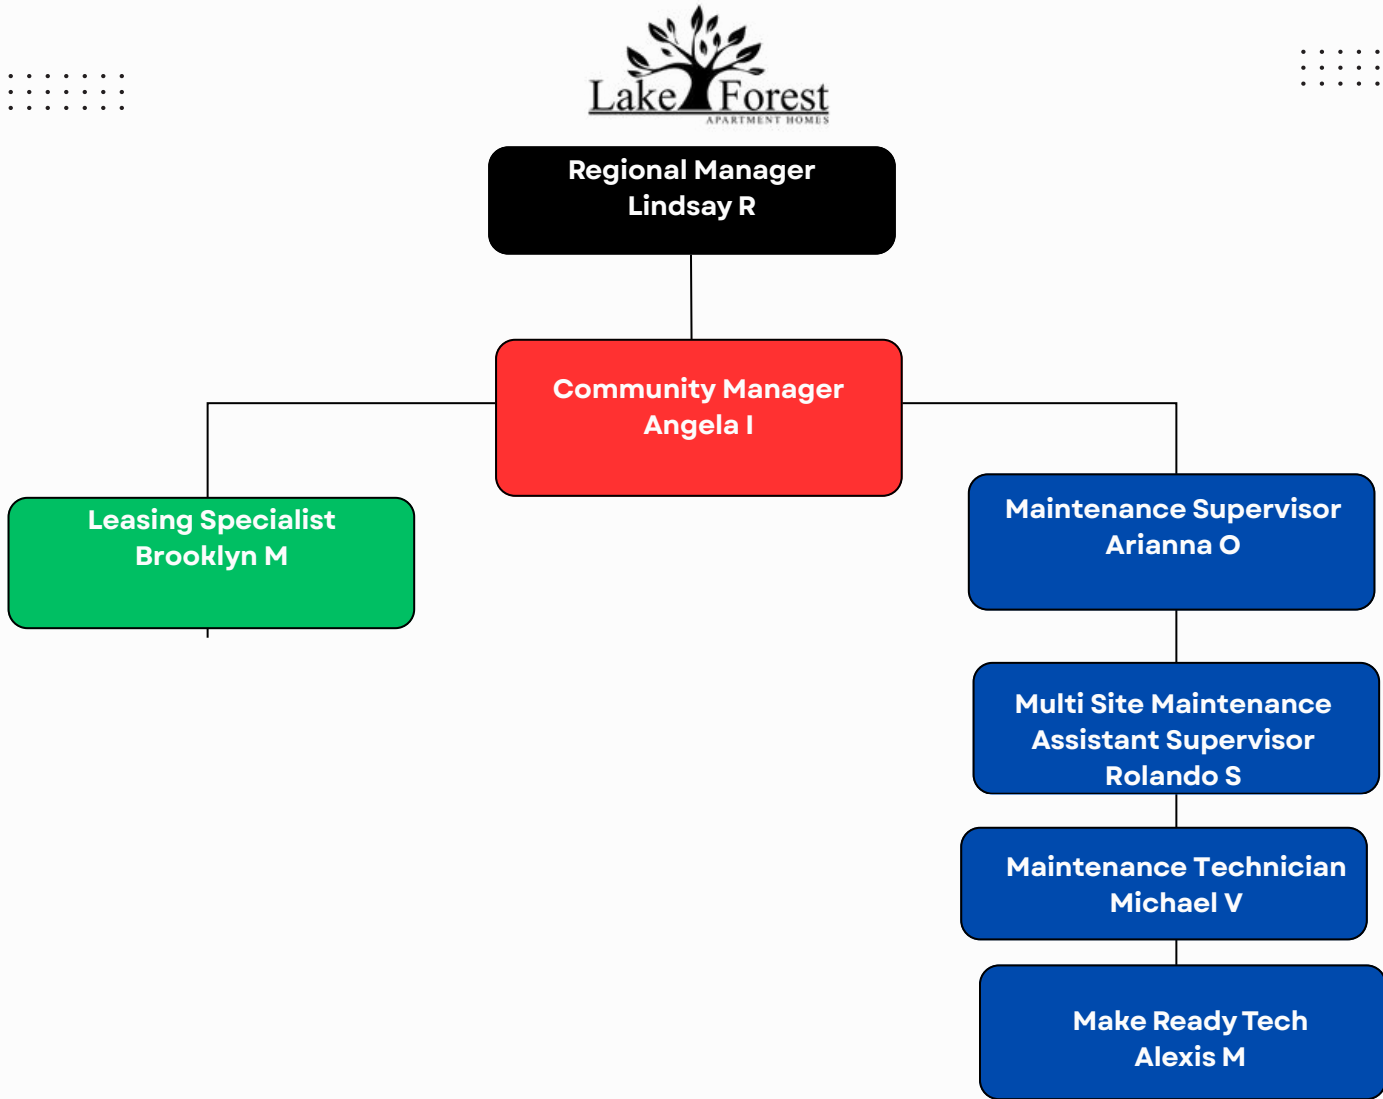 Lake Forest
APARTMENT HOMES
Regional Manager
Lindsay R
Community Manager
Angela I
Leasing Specialist
Brooklyn M
Maintenance Supervisor
Arianna O
Multi Site Maintenance
Assistant Supervisor
Rolando S
Maintenance Technician
Michael V
Make Ready Tech
Alexis M